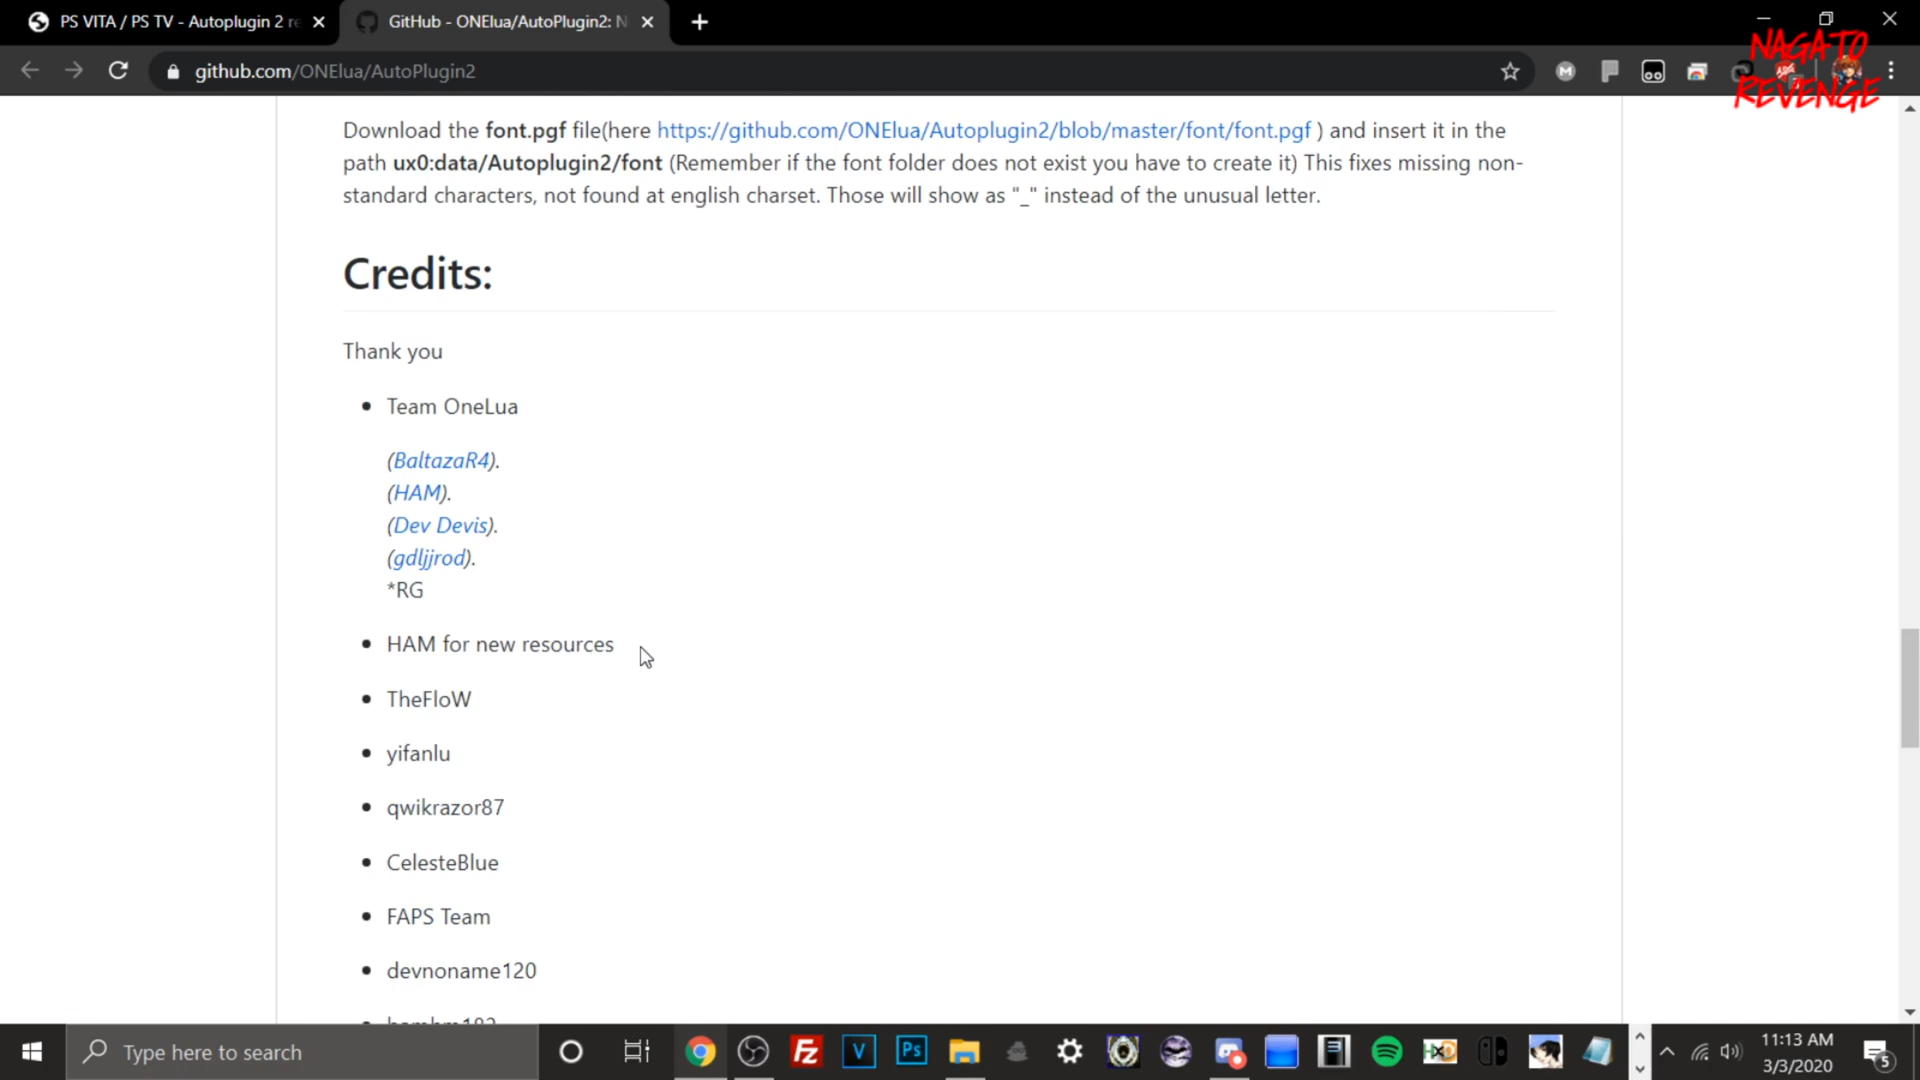 PS VITA / PS TV - Autoplugin 2 re
GitHub - ONElua/AutoPlugin2: N
NAGATO
REVENGE
github.com/ONElua/AutoPlugin2
Download the font.pgf file(here https://github.com/ONElua/Autoplugin2/blob/master/font/font.pgf ) and insert it in the
path ux0:data/Autoplugin2/font (Remember if the font folder does not exist you have to create it) This fixes missing non-
standard characters, not found at english charset. Those will show as "_" instead of the unusual letter.
Credits:
Thank you
Team OneLua
(BaltazaR4).
(HAM).
(Dev Devis).
(gdljjrod).
*RG
HAM for new resources
TheFloW
yifanlu
qwikrazor87
CelesteBlue
FAPS Team
devnoname120
Type here to search
11:13 AM
3/3/2020
5